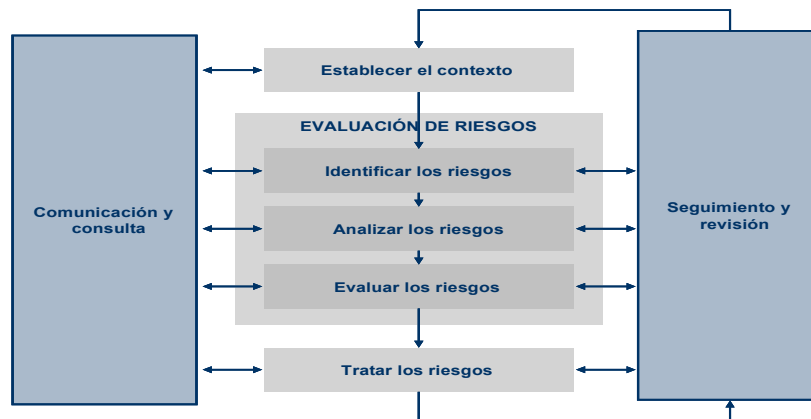 Establecer el contexto
EVALUACIÓN DE RIESGOS
Identificar los riesgos
Comunicación y
consulta
Analizar los riesgos
Seguimiento y
revisión
Evaluar los riesgos
Tratar los riesgos